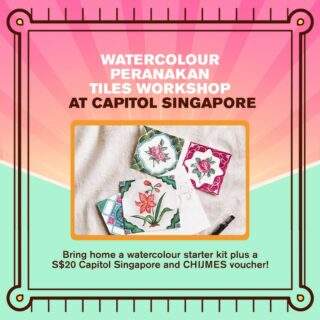 WATERCOLOUR
PERANAKAN
TILES WORKSHOP
AT CAPITOL SINGAPORE
Bring home a watercolour starter kit plus a
S$20 Capitol Singapore and CHIJMES voucher!